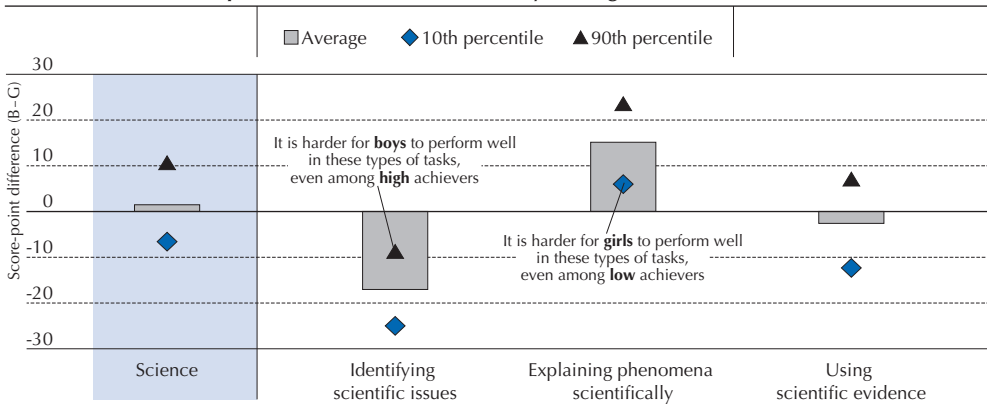 Average 10th percentile 90th percentile
Score-point difference (B–G)
30
20
10
0
-10
-20
-30
It is harder for boys to perform well
in these types of tasks,
even among high achievers
It is harder for girls to perform well
in these types of tasks,
even among low achievers
Science
Identifying
scientific issues
Explaining phenomena
scientifically
Using
scientific evidence